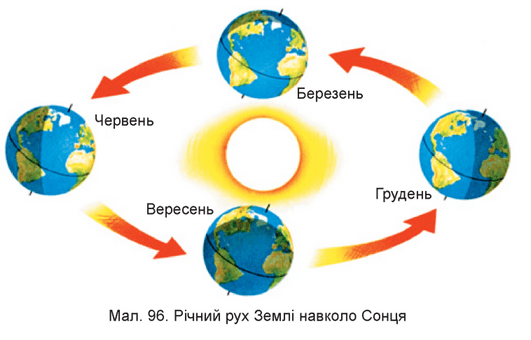 Березень
Червень
Грудень
Вересень
Мал. 96. Річний рух Землі навколо Сонця